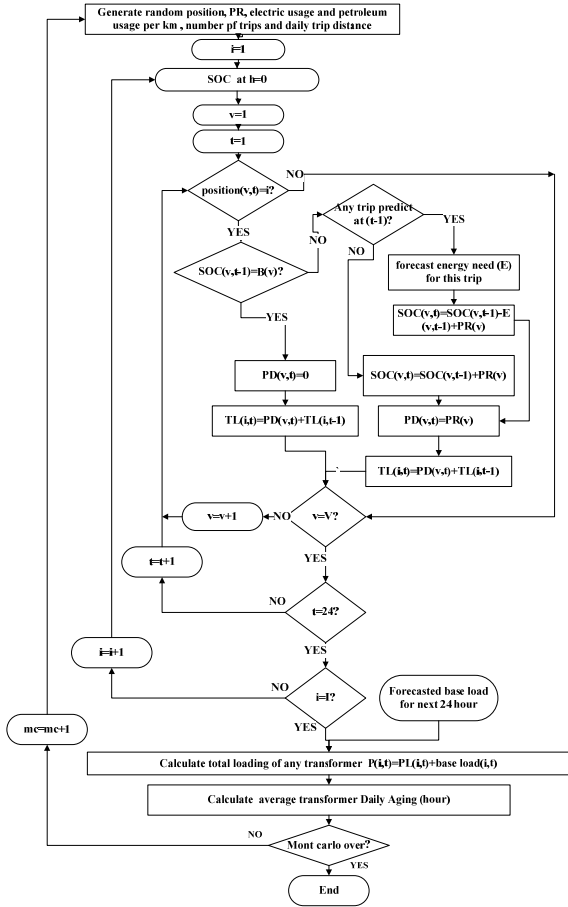 Generate random position, PR, electric usage and petroleum
usage per km , number pf trips and daily trip distance
i=1
SOC at h=0
v=1
t=1
position(v,t)=i?
NO
YES
Any trip predict
at (t-1)?
YES
NO
NO
SOC(v,t-1)=B(v)?
YES
forecast energy need (E)
for this trip
SOC(v,t)=SOC(v,t-1)-E
(v,t-1)+PR(v)
PD(v,t)=0
SOC(v,t)=SOC(v,t-1)+PR(v)
TL(i,t)=PD(v,t)+TL(i,t-1)
PD(v,t)=PR(v)
TL(i,t)=PD(v,t)+TL(i,t-1)
v=v+1
NO
v=V?
YES
t=t+1
NO
t=24?
YES
i=i+1
NO
i=I?
YES
Forecasted base load
for next 24 hour
mc=mc+1
Calculate total loading of any transformer P(i,t)=PL(i,t)+base load(i,t)
Calculate average transformer Daily Aging (hour)
NO
Mont carlo over?
YES
End